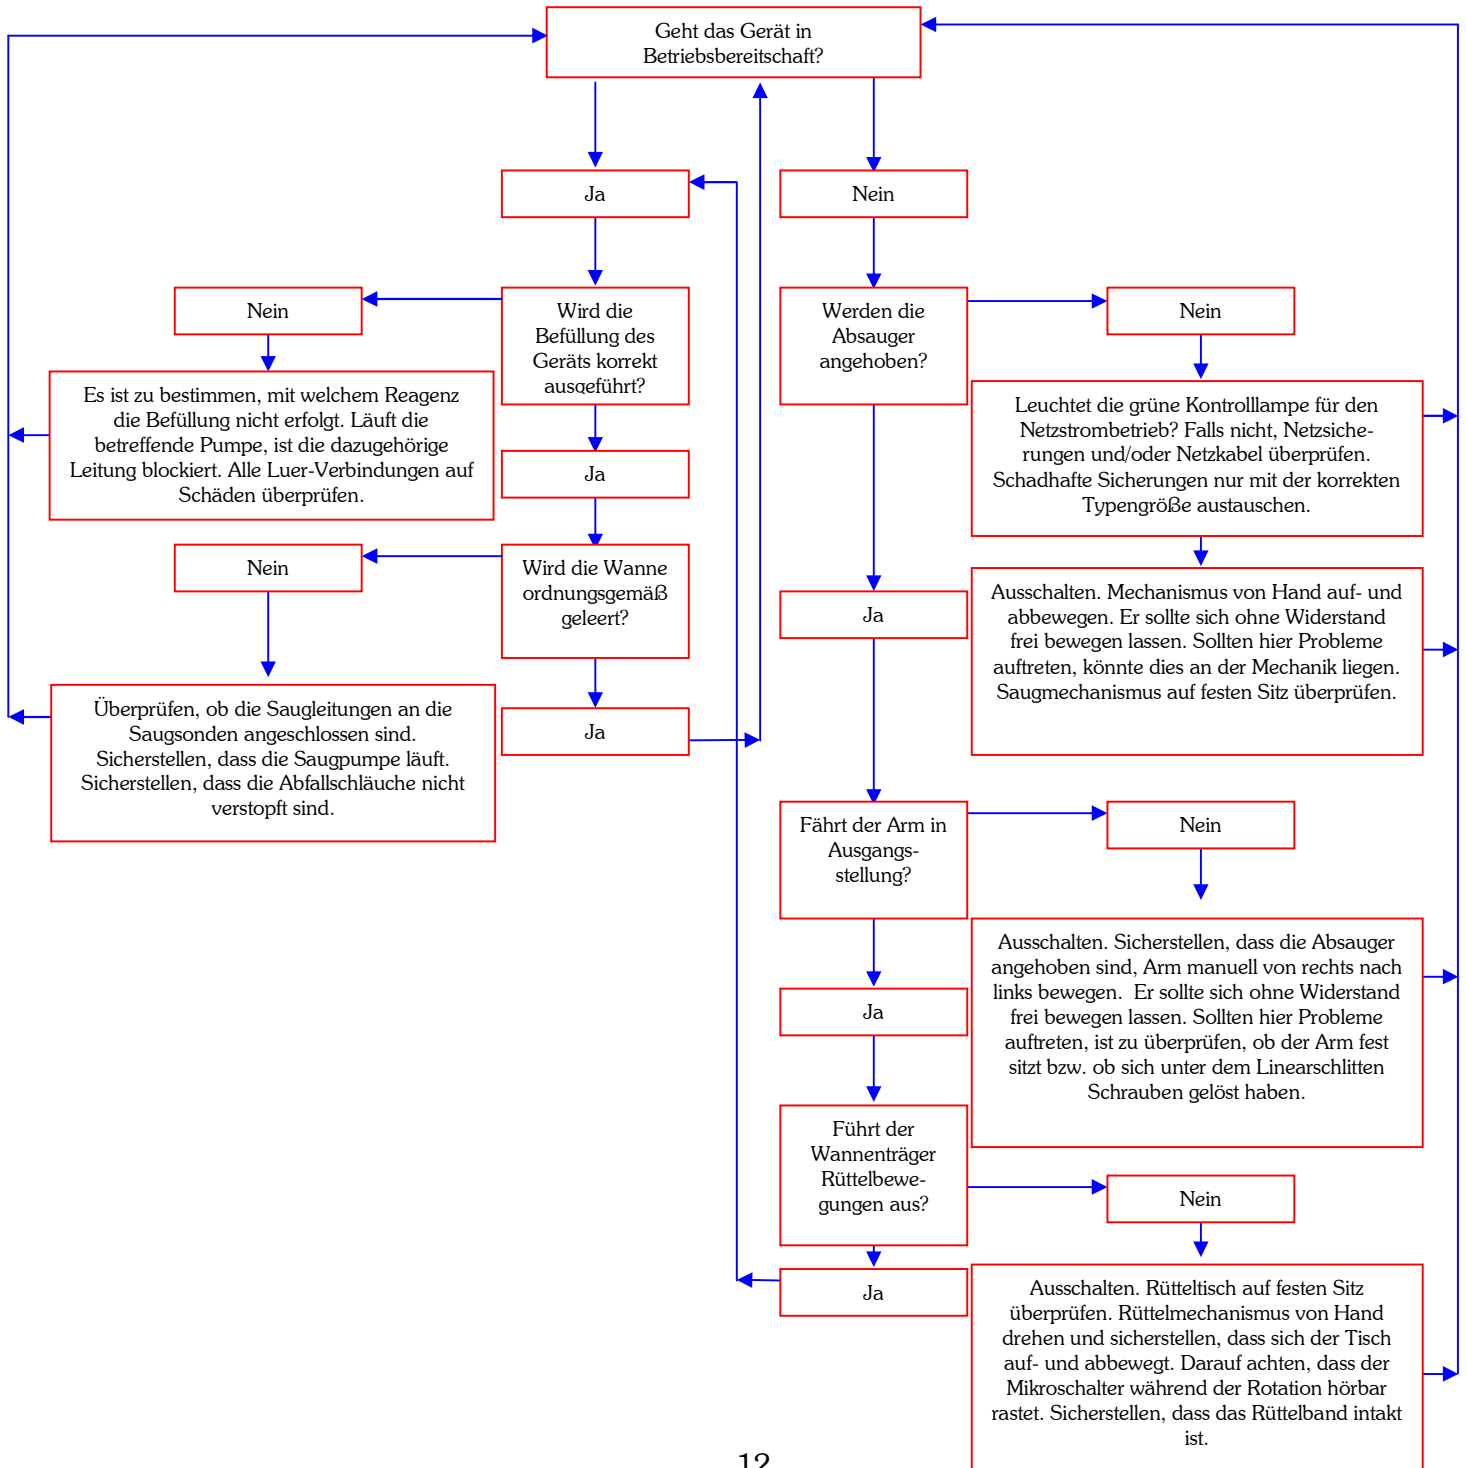 Geht das Gerät in
Betriebsbereitschaft?
Ja
Nein
Nein
Wird die
Befüllung des
Geräts korrekt
ausgeführt?
Werden die
Absauger
angehoben?
Nein
Es ist zu bestimmen, mit welchem Reagenz
die Befüllung nicht erfolgt. Läuft die
betreffende Pumpe, ist die dazugehörige
Leitung blockiert. Alle Luer-Verbindungen auf
Schäden überprüfen.
Ja
Leuchtet die grüne Kontrolllampe für den
Netzstrombetrieb? Falls nicht, Netzsiche-
rungen und/oder Netzkabel überprüfen.
Schadhafte Sicherungen nur mit der korrekten
Typengröße austauschen.
Nein
Wird die Wanne
ordnungsgemäß
geleert?
Ja
Ausschalten. Mechanismus von Hand auf- und
abbewegen. Er sollte sich ohne Widerstand
frei bewegen lassen. Sollten hier Probleme
auftreten, könnte dies an der Mechanik liegen.
Saugmechanismus auf festen Sitz überprüfen.
Überprüfen, ob die Saugleitungen an die
Saugsonden angeschlossen sind.
Sicherstellen, dass die Saugpumpe läuft.
Sicherstellen, dass die Abfallschläuche nicht
verstopft sind.
Ja
Fährt der Arm in
Ausgangs-
stellung?
Nein
Ausschalten. Sicherstellen, dass die Absauger
angehoben sind, Arm manuell von rechts nach
links bewegen. Er sollte sich ohne Widerstand
frei bewegen lassen. Sollten hier Probleme
auftreten, ist zu überprüfen, ob der Arm fest
sitzt bzw. ob sich unter dem Linearschlitten
Schrauben gelöst haben.
Ja
Führt der
Wannenträger
Rüttelbewe-
gungen aus?
Nein
Ja
Ausschalten. Rütteltisch auf festen Sitz
überprüfen. Rüttelmechanismus von Hand
drehen und sicherstellen, dass sich der Tisch
auf- und abbewegt. Darauf achten, dass der
Mikroschalter während der Rotation hörbar
rastet. Sicherstellen, dass das Rüttelband intakt
ist.
12